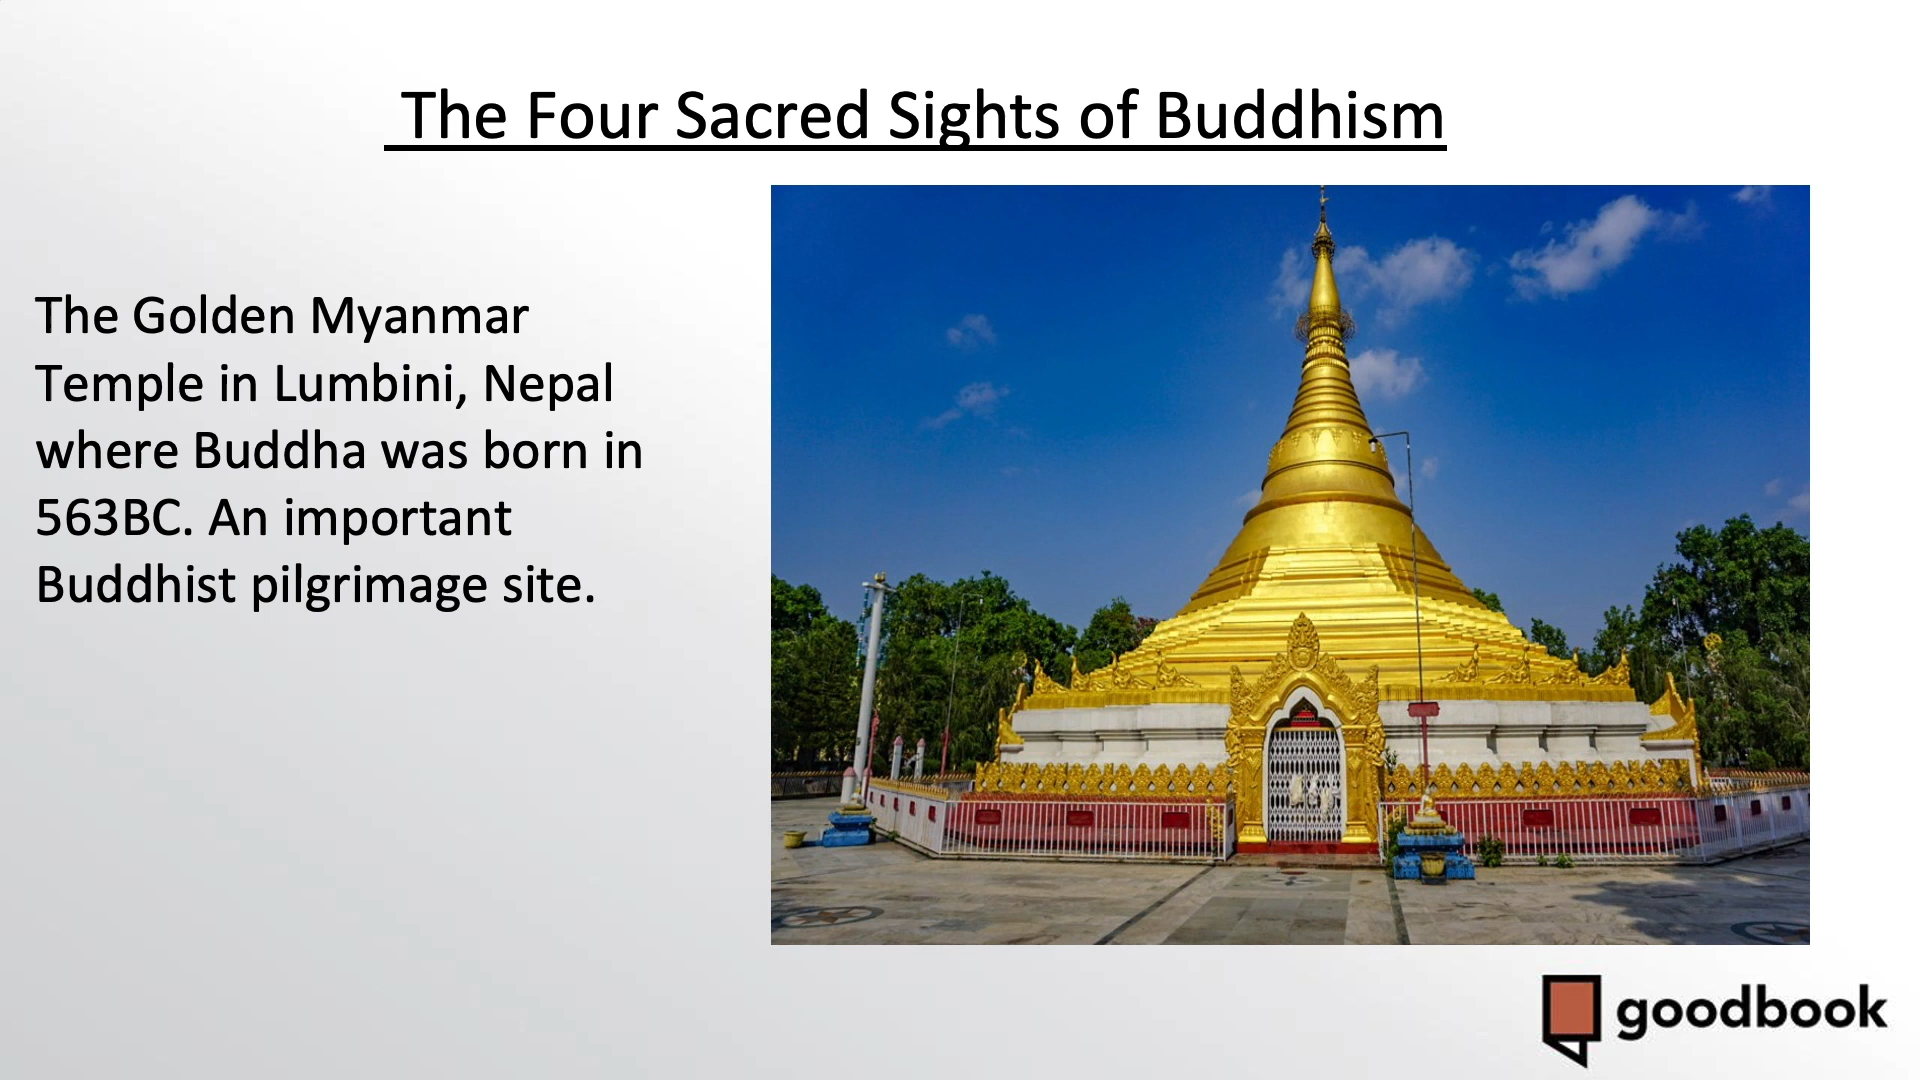 The Four Sacred Sights of Buddhism
The Golden Myanmar
Temple in Lumbini, Nepal
where Buddha was born in
563BC. An important
Buddhist pilgrimage site.
goodbook